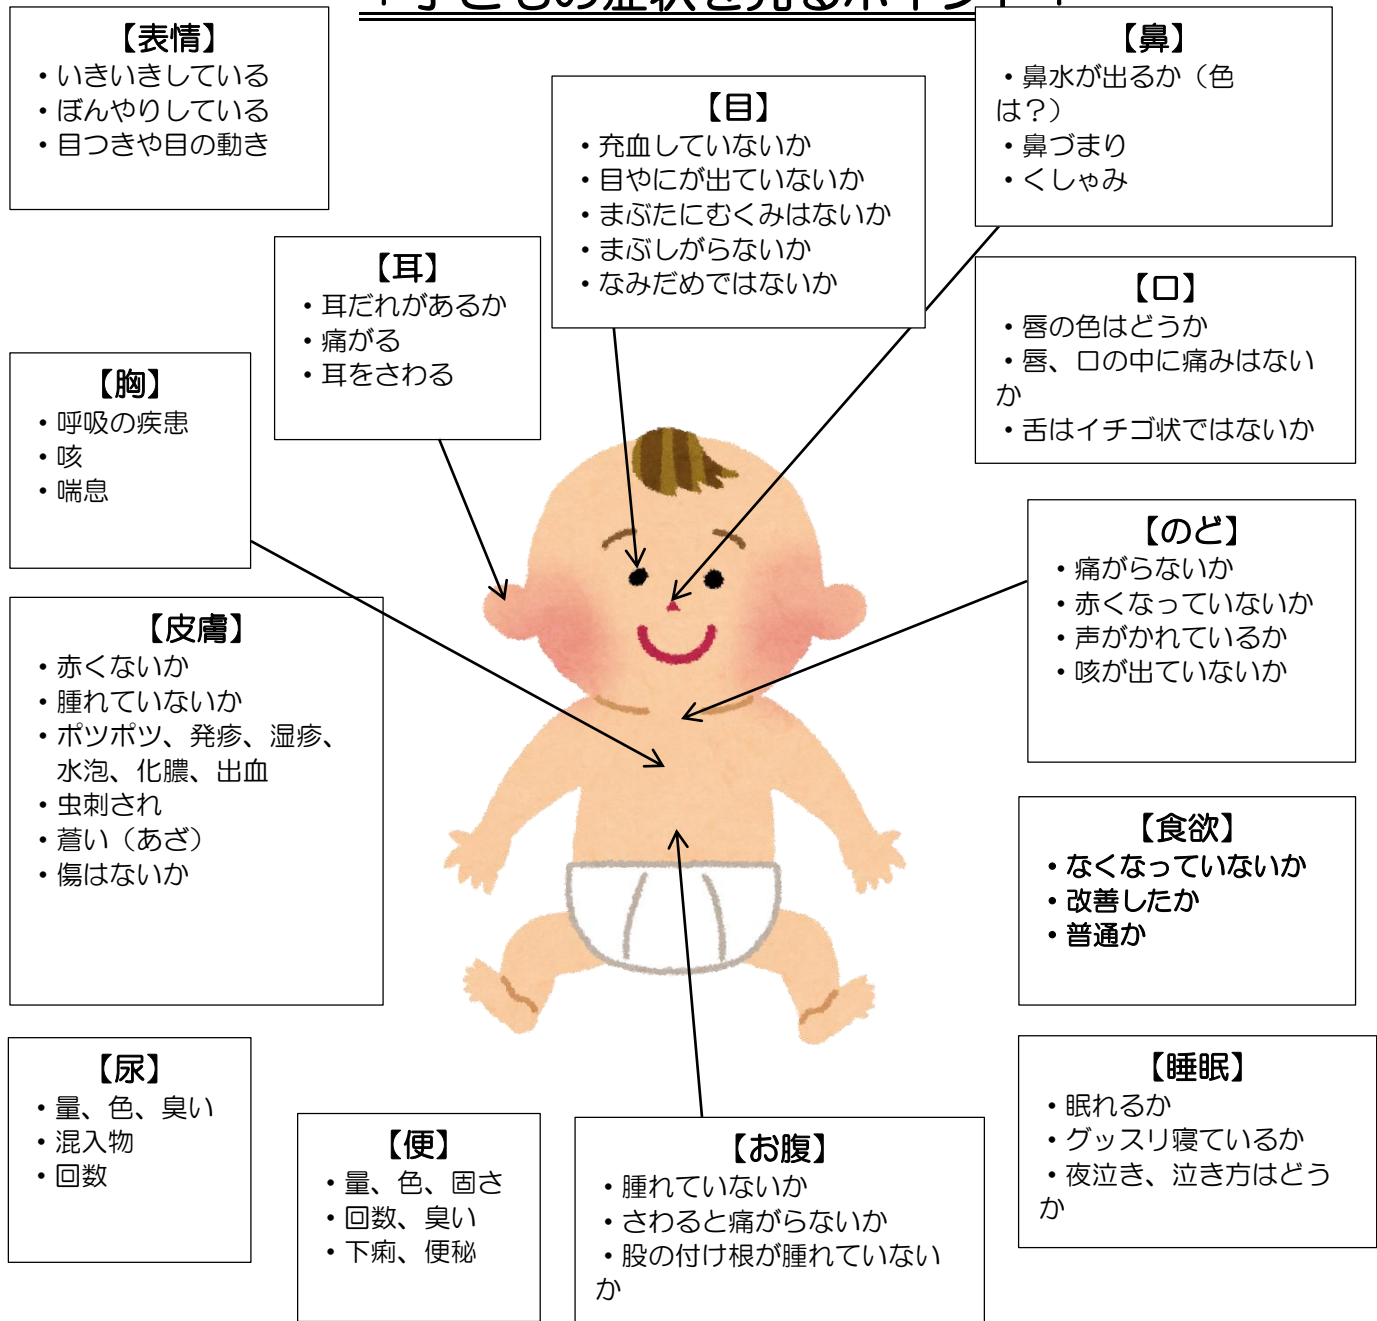 子どもの症状を見るポイント
【表情】
・いきいきしている
・ぼんやりしている
・目つきや目の動き
【目】
・充血していないか
・目やにが出ていないか
・まぶたにむくみはないか
・まぶしがらないか
・なみだめではないか
【鼻】
・鼻水が出るか（色
は？）
・鼻づまり
・くしゃみ
【耳】
・耳だれがあるか
・痛がる
・耳をさわる
【口】
・唇の色はどうか
・唇、口の中に痛みはない
か
・舌はイチゴ状ではないか
【胸】
・呼吸の疾患
・咳
・喘息
【のど】
・痛がらないか
・赤くなっていないか
・声がかれているか
・咳が出ていないか
【皮膚】
・赤くないか
・腫れていないか
・ポツポツ、発疹、湿疹、
水泡、化膿、出血
・虫刺され
・蒼い（あざ）
・傷はないか
【食欲】
・なくなっていないか
・改善したか
・普通か
【尿】
・量、色、臭い
・混入物
・回数
【便】
・量、色、固さ
・回数、臭い
・下痢、便秘
【お腹】
・腫れていないか
・さわると痛がらないか
・股の付け根が腫れていない
か
【睡眠】
・眠れるか
・グッスリ寝ているか
・夜泣き、泣き方はどう
か